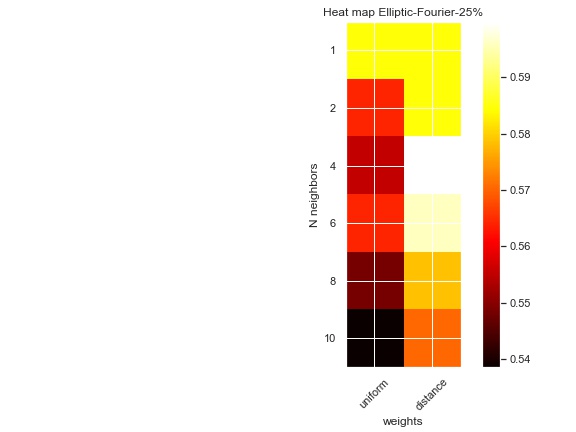 Heat map Elliptic-Fourier-25%
N neighbors
1
2
4
6
8
10
uniform
distance
weights
0.59
0.58
0.57
0.56
0.55
0.54